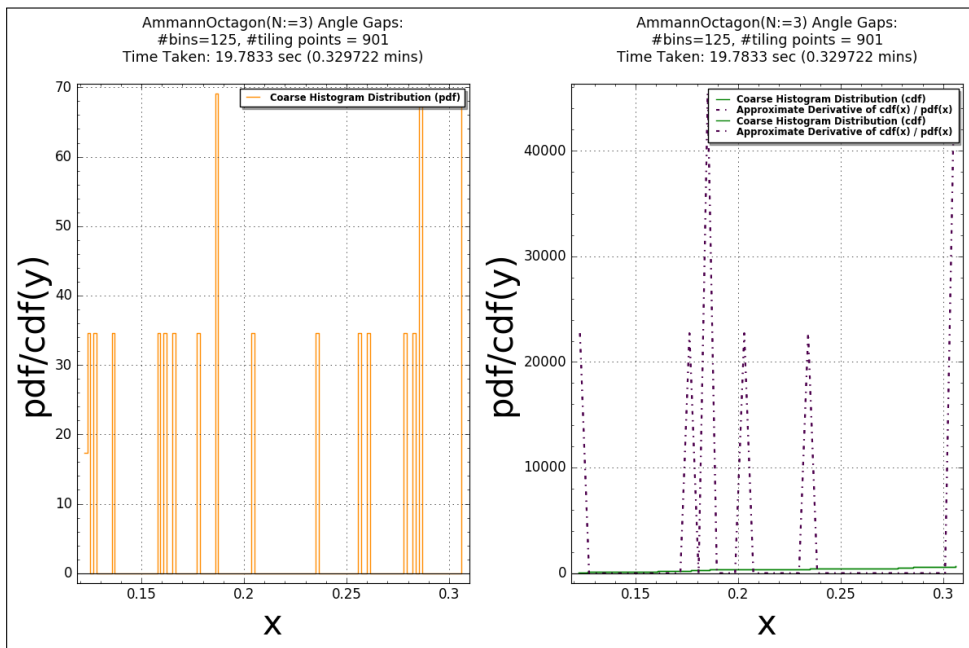 AmmannOctagon(N:=3) Angle Gaps:
#bins=125, #tiling points = 901
Time Taken: 19.7833 sec (0.329722 mins)
Coarse Histogram Distribution (pdf)
70
60
50
40
30
20
10
0
pdf/cdf(y)
0.15
0.2
0.25
0.3
x
AmmannOctagon(N:=3) Angle Gaps:
#bins=125, #tiling points = 901
Time Taken: 19.7833 sec (0.329722 mins)
Coarse Histogram Distribution (cdf)
Approximate Derivative of cdf(x) / pdf(x)
Coarse Histogram Distribution (cdf)
Approximate Derivative of cdf(x) / pdf(x)
40000
30000
20000
10000
0
pdf/cdf(y)
0.15
0.2
0.25
0.3
x